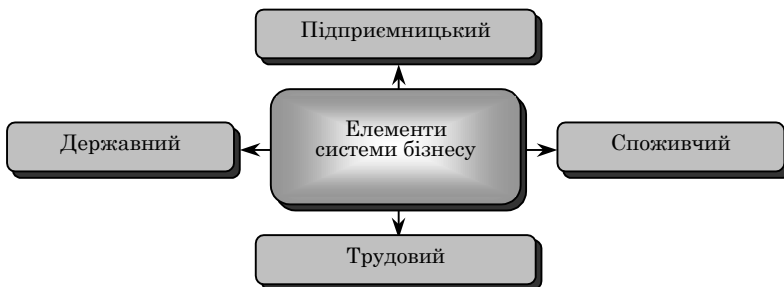 Підприємницький
Державний
Елементи
системи бізнесу
Споживчий
Трудовий